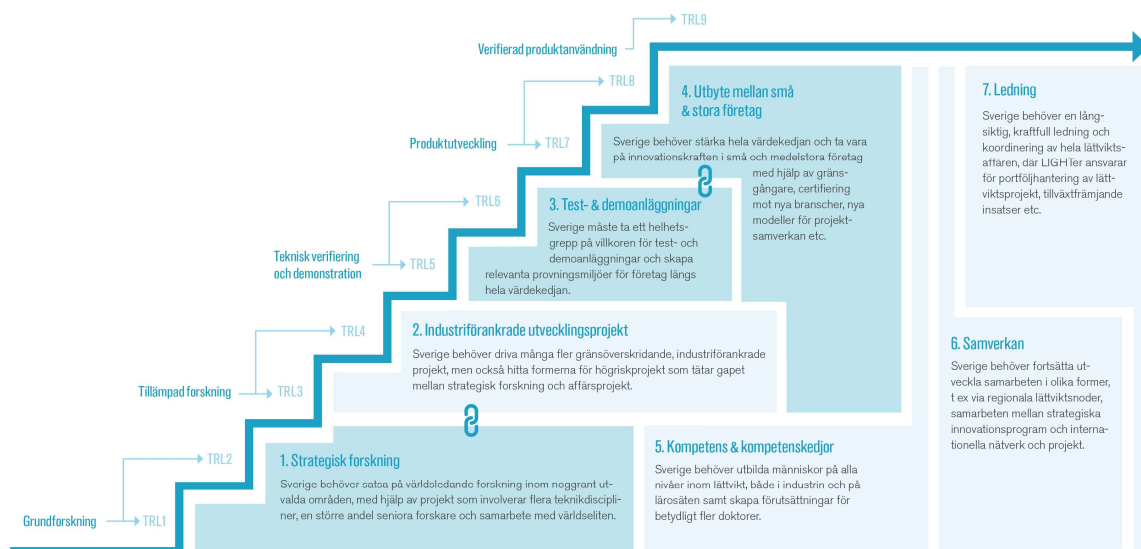 TRL9
Verifierad produktanvändning
TRL8
Produktutveckling
TRL7
TRL6
Teknisk verifiering
och demonstration
TRL5
TRL4
Tillämpad forskning
TRL3
TRL2
Grundforskning
TRL1
4. Utbyte mellan små
& stora företag
Sverige behöver stärka hela värdekedjan och ta vara
på innovationskraften i små och medelstora företag
med hjälp av gräns-
gångare, certifiering
mot nya branscher, nya
modeller för projekt-
samverkan etc.
3. Test- & demoanläggningar
Sverige måste ta ett helhets-
grepp på villkoren för test- och
demoanläggningar och skapa
relevanta provningsmiljöer för företag längs
hela värdekedjan.
2. Industriförankrade utvecklingsprojekt
Sverige behöver driva många fler gränsöverskridande, industriförankrade
projekt, men också hitta formerna för högriskprojekt som tätar gapet
mellan strategisk forskning och affärsprojekt.
1. Strategisk forskning
Sverige behöver satsa på världsledande forskning inom noggrant ut-
valda områden, med hjälp av projekt som involverar flera teknikdiscipli-
ner, en större andel seniora forskare och samarbete med världseliten.
5. Kompetens & kompetenskedjor
Sverige behöver utbilda människor på alla
nivåer inom lättvikt, både i industrin och på
lärosäten samt skapa förutsättningar för
betydligt fler doktorer.
7. Ledning
Sverige behöver en lång-
siktig, kraftfull ledning och
koordinering av hela lättvikts-
affären, där LIGHTer ansvarar
för portföljhantering av lätt-
viktsprojekt, tillväxtfrämjande
insatser etc.
6. Samverkan
Sverige behöver fortsätta ut-
veckla samarbeten i olika former,
t ex via regionala lättviktsnoder,
samarbeten mellan strategiska
innovationsprogram och interna-
tionella nätverk och projekt.